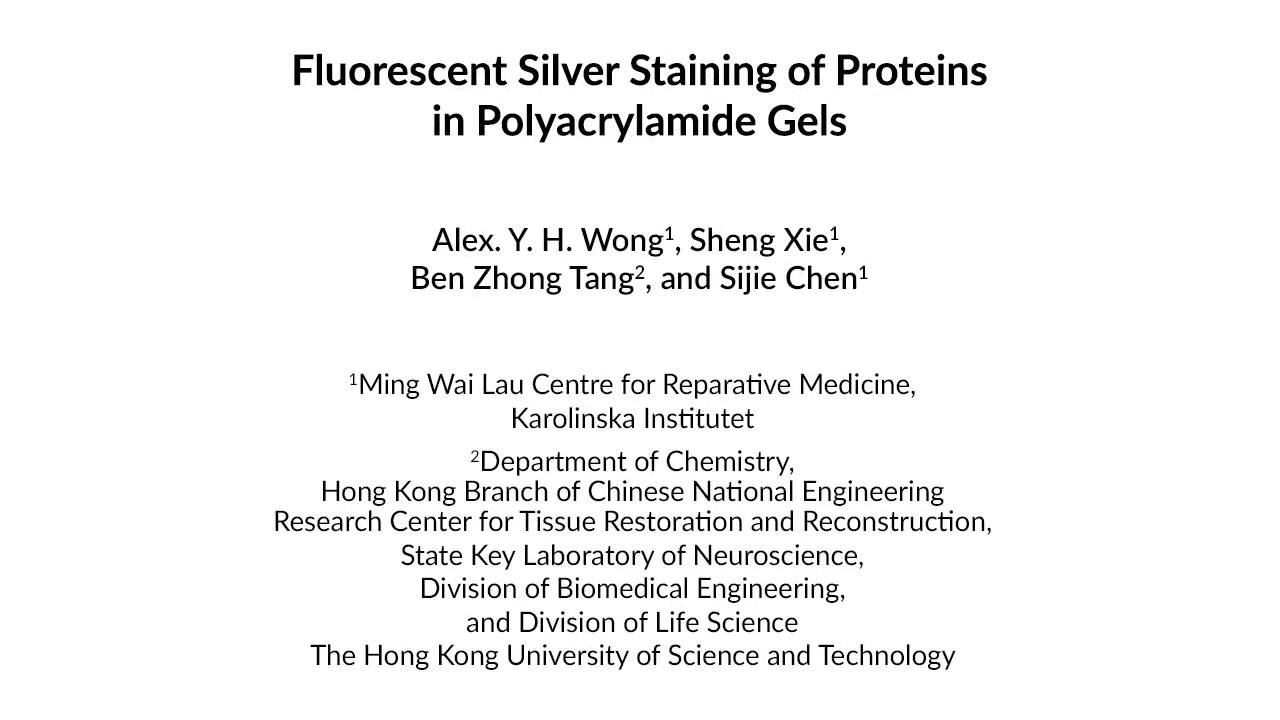 Fluorescent Silver Staining of Proteins
in Polyacrylamide Gels
Alex. Y. H. Wong¹, Sheng Xie¹,
Ben Zhong Tang², and Sijie Chen¹
¹Ming Wai Lau Centre for Reparative Medicine,
Karolinska Institutet
²Department of Chemistry,
Hong Kong Branch of Chinese National Engineering
Research Center for Tissue Restoration and Reconstruction,
State Key Laboratory of Neuroscience,
Division of Biomedical Engineering,
and Division of Life Science
The Hong Kong University of Science and Technology